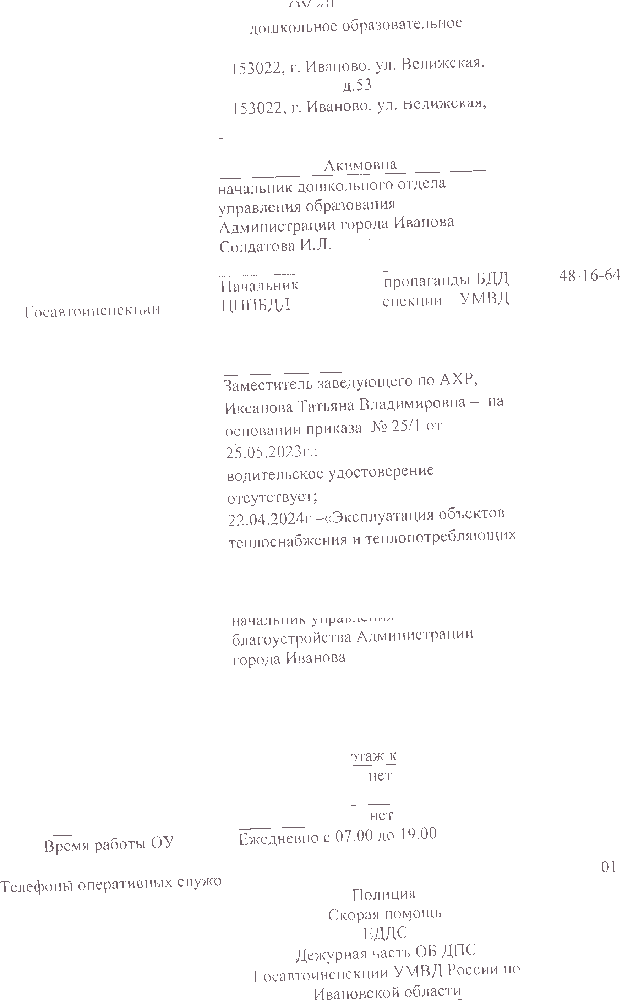 дошкольное образовательное
153022, г. Иваново, ул. Велижская,
д.53
153022, г. Иваново, ул. Велижская,
-
Акимовна
начальник дошкольного отдела
управления образования
Администрации города Иванова
Солдатова И.Л.
Начальник пропаганды БДД 48-16-64
Госавтоинспекции спекции УМВД
Заместитель заведующего по АХР,
Иксанова Татьяна Владимировна – на
основании приказа № 25/1 от
25.05.2023г.;
водительское удостоверение
отсутствует;
22.04.2024г –«Эксплуатация объектов
теплоснабжения и теплопотребляющих
начальник управления
благоустройства Администрации
города Иванова
этаж к
нет
нет
Время работы ОУ Ежедневно с 07.00 до 19.00
01
Телефоны оперативных служб
Полиция
Скорая помощь
ЕДДС
Дежурная часть ОБ ДПС
Госавтоинспекции УМВД России по
Ивановской области